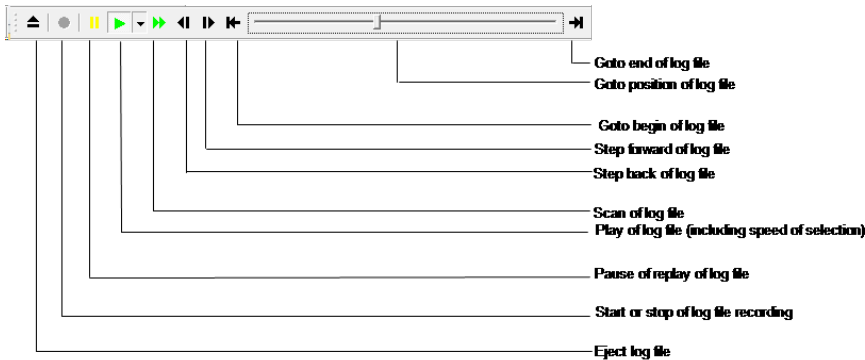 Goto end of log file
Goto position of log file
Goto begin of log file
Step forward of log file
Step back of log file
Scan of log file
Play of log file (including speed of selection)
Pause of replay of log file
Start or stop of log file recording
Eject log file